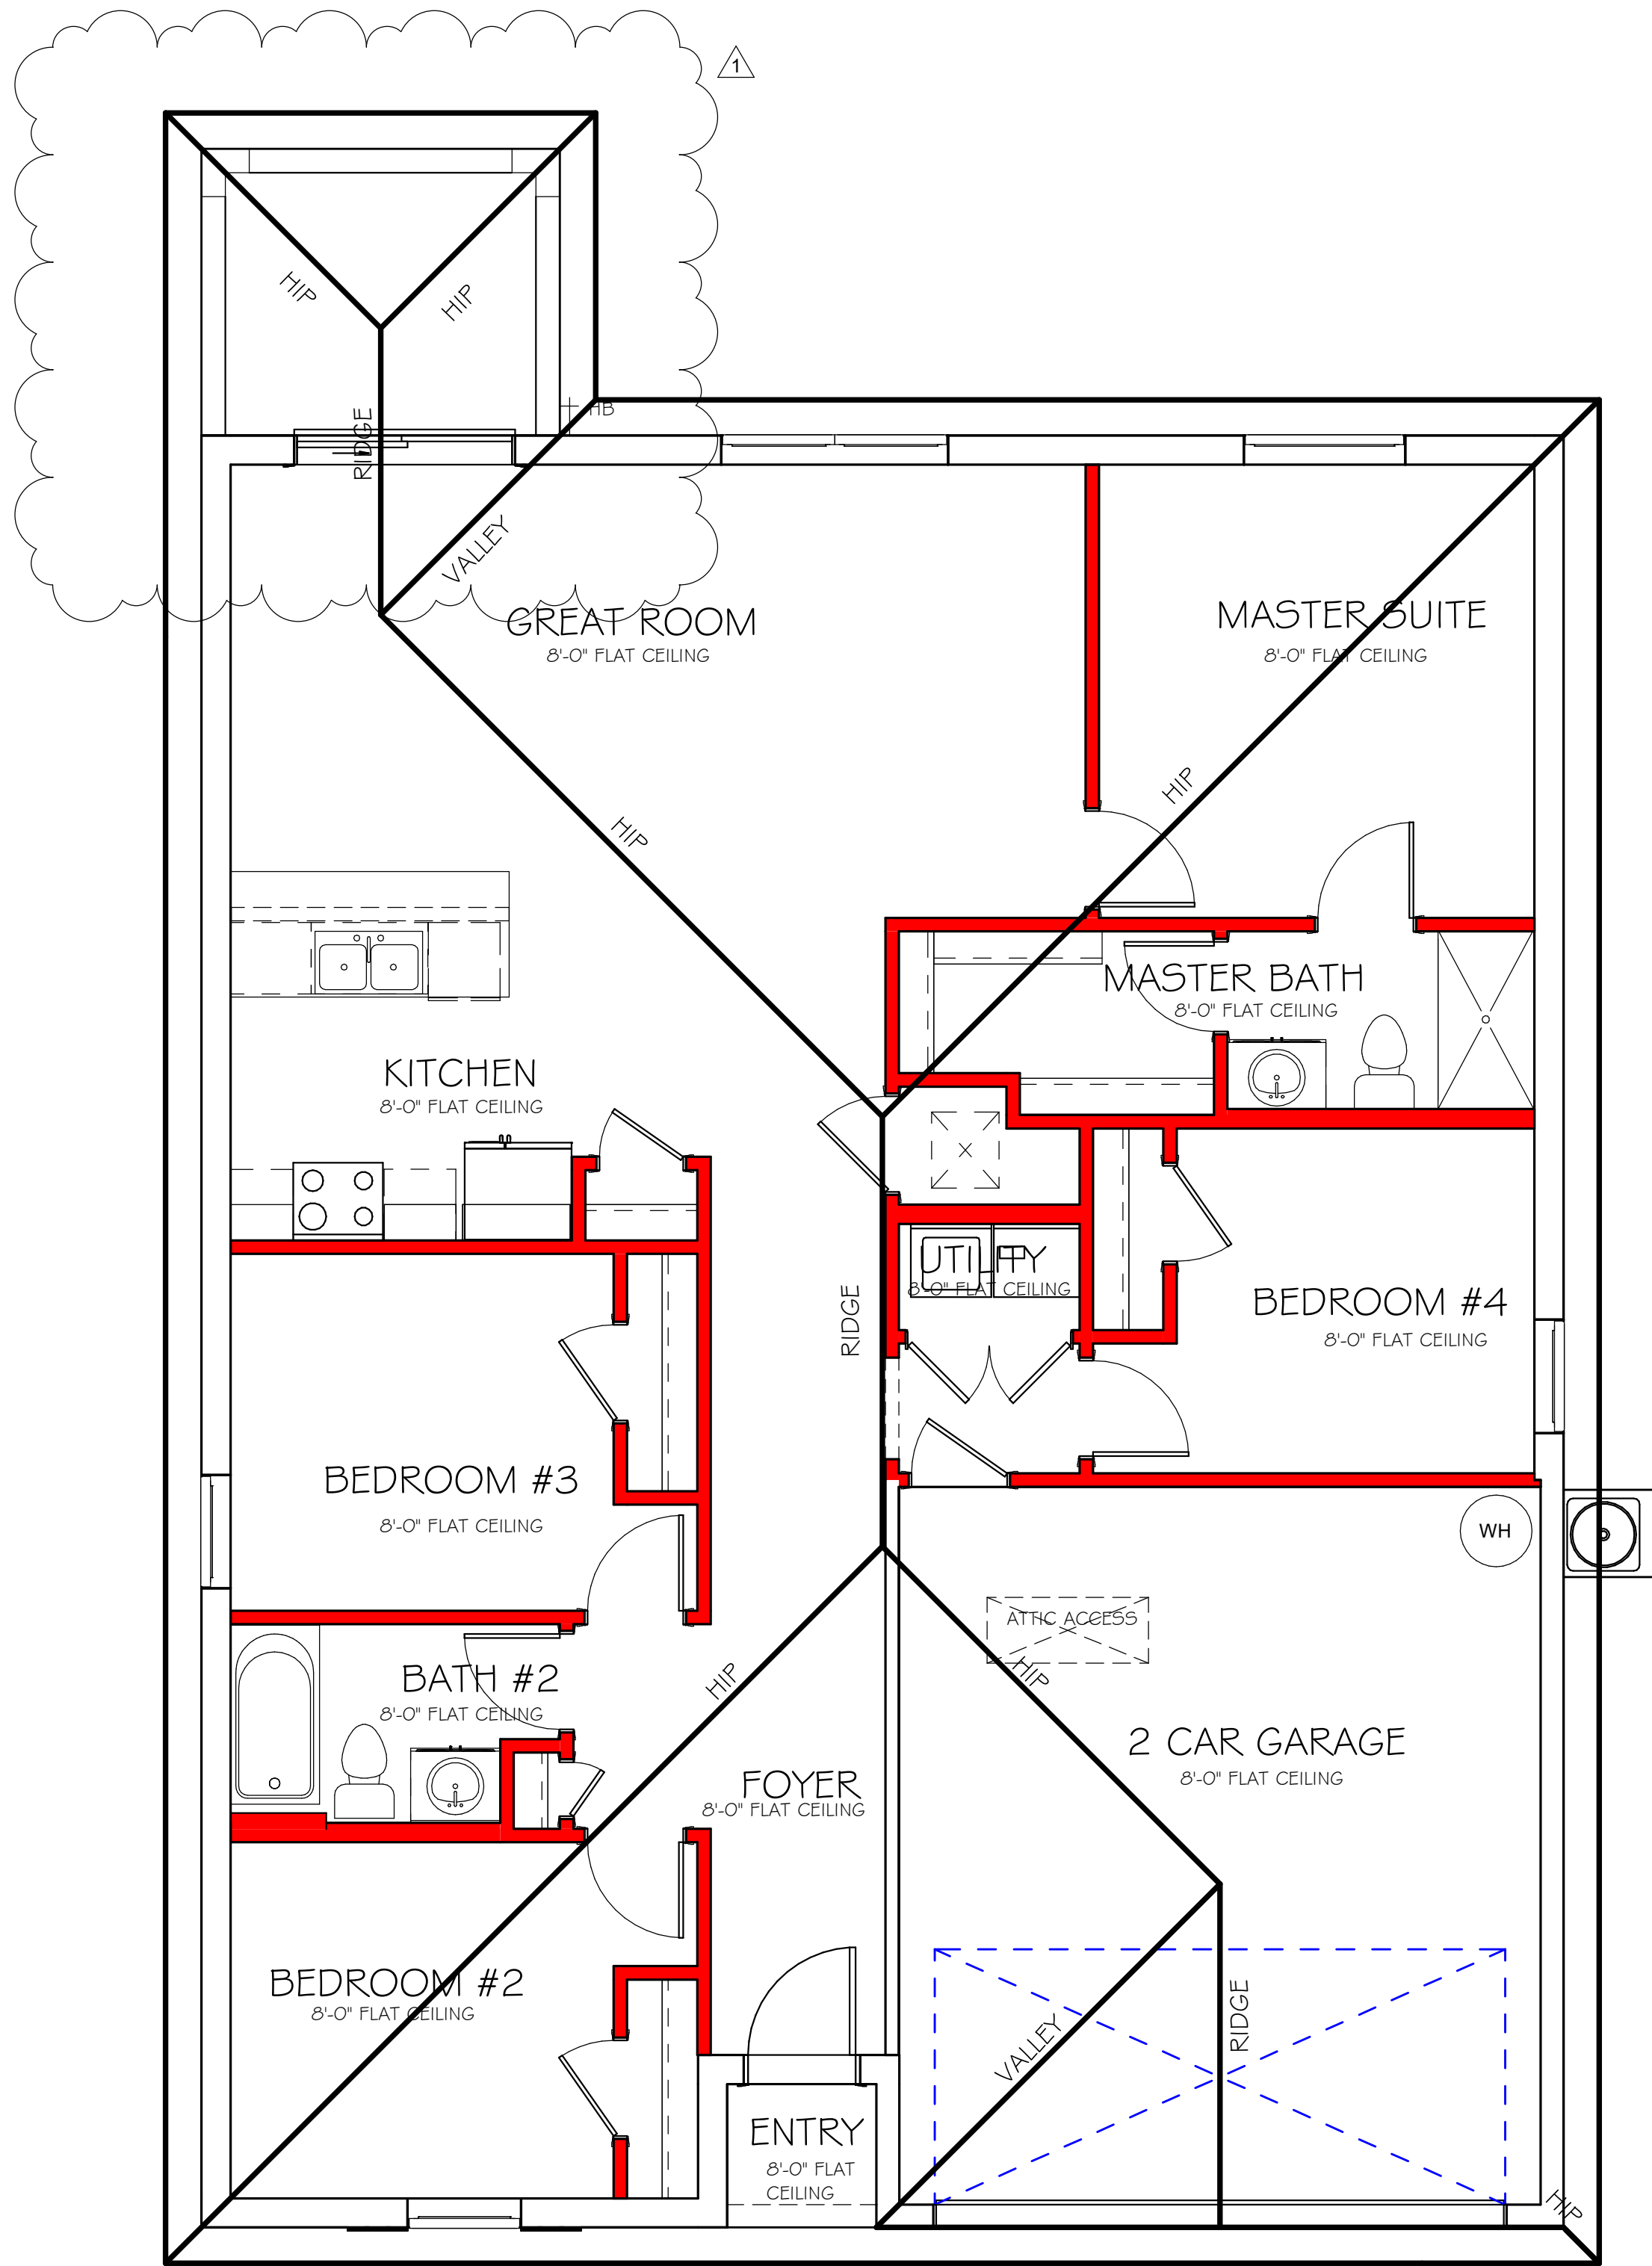 1
HIP
HIP
RIDGE
HB
VALLEY
GREAT ROOM
8'-0" FLAT CEILING
MASTER SUITE
8'-0" FLAT CEILING
HIP
HIP
MASTER BATH
8'-0" FLAT CEILING
KITCHEN
8'-0" FLAT CEILING
UTILITY
8'-0" FLAT CEILING
RIDGE
BEDROOM #4
8'-0" FLAT CEILING
BEDROOM #3
8'-0" FLAT CEILING
WH
ATTIC ACCESS
BATH #2
8'-0" FLAT CEILING
HIP
HIP
2 CAR GARAGE
8'-0" FLAT CEILING
FOYER
8'-0" FLAT CEILING
BEDROOM #2
8'-0" FLAT CEILING
VALLEY
RIDGE
ENTRY
8'-0" FLAT
CEILING
HIP